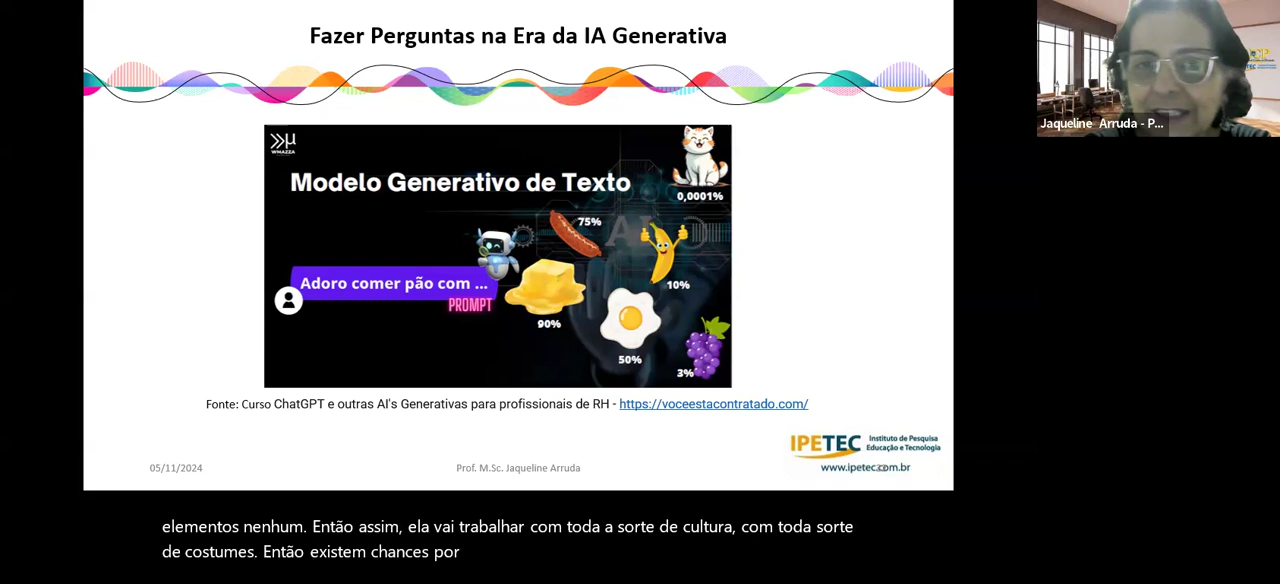 Fazer Perguntas na Era da IA Generativa
WMAZZA
Modelo Generativo de Texto
0,0001%
75%
AI
Adoro comer pão com ...
PROMPT
10%
90%
50%
3%
Fonte: Curso ChatGPT e outras AI's Generativas para profissionais de RH - https://voceestacontratado.com/
IPETEC Instituto de Pesquisa
Educação e Tecnologia
www.ipetec.com.br
05/11/2024
Prof. M.Sc. Jaqueline Arruda
Jaqueline Arruda - P...
elementos nenhum. Então assim, ela vai trabalhar com toda a sorte de cultura, com toda sorte
de costumes. Então existem chances por